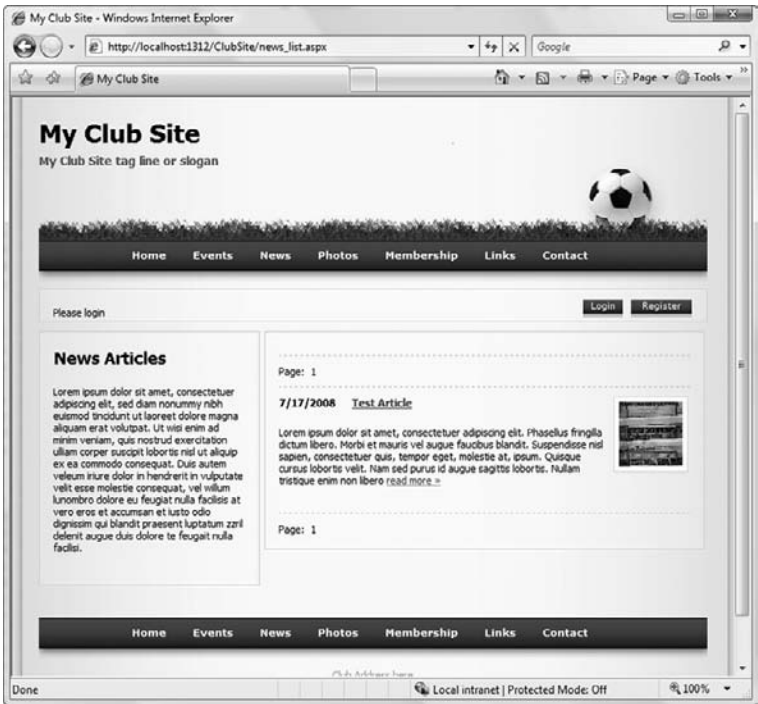 My Club Site - Windows Internet Explorer
http://localhost:1312/ClubSite/news_list.aspx
Google
My Club Site
Page
Tools
My Club Site
My Club Site tag line or slogan
Home Events News Photos Membership Links Contact
Please login
Login Register
News Articles
Lorem ipsum dolor sit amet, consectetuer
adipiscing elit, sed diam nonummy nibh
euismod tincidunt ut laoreet dolore magna
aliquam erat volutpat. Ut wisi enim ad
minim veniam, quis nostrud exercitation
ullam corper suscipit lobortis nisl ut aliquip
ex ea commodo consequat. Duis autem
veleum iriure dolor in hendrerit in vulputate
velit esse molestie consequat, vel willum
lunombro dolore eu feugiat nulla facilisis at
vero eros et accumsan et iusto odio
dignissim qui blandit praesent luptatum zzril
delenit augue duis dolore te feugait nulla
facilisi.
Page: 1
7/17/2008 Test Article
Lorem ipsum dolor sit amet, consectetuer adipiscing elit. Phasellus fringilla
dictum libero. Morbi et mauris vel augue faucibus blandit. Suspendisse nisl
sapien, consectetuer quis, tempor eget, molestie at, ipsum. Quisque
cursus lobortis velit. Nam sed purus id augue sagittis lobortis. Nullam
tristique enim non libero read more »
Page: 1
Home Events News Photos Membership Links Contact
Club Address here
Done
Local intranet | Protected Mode: Off
100%